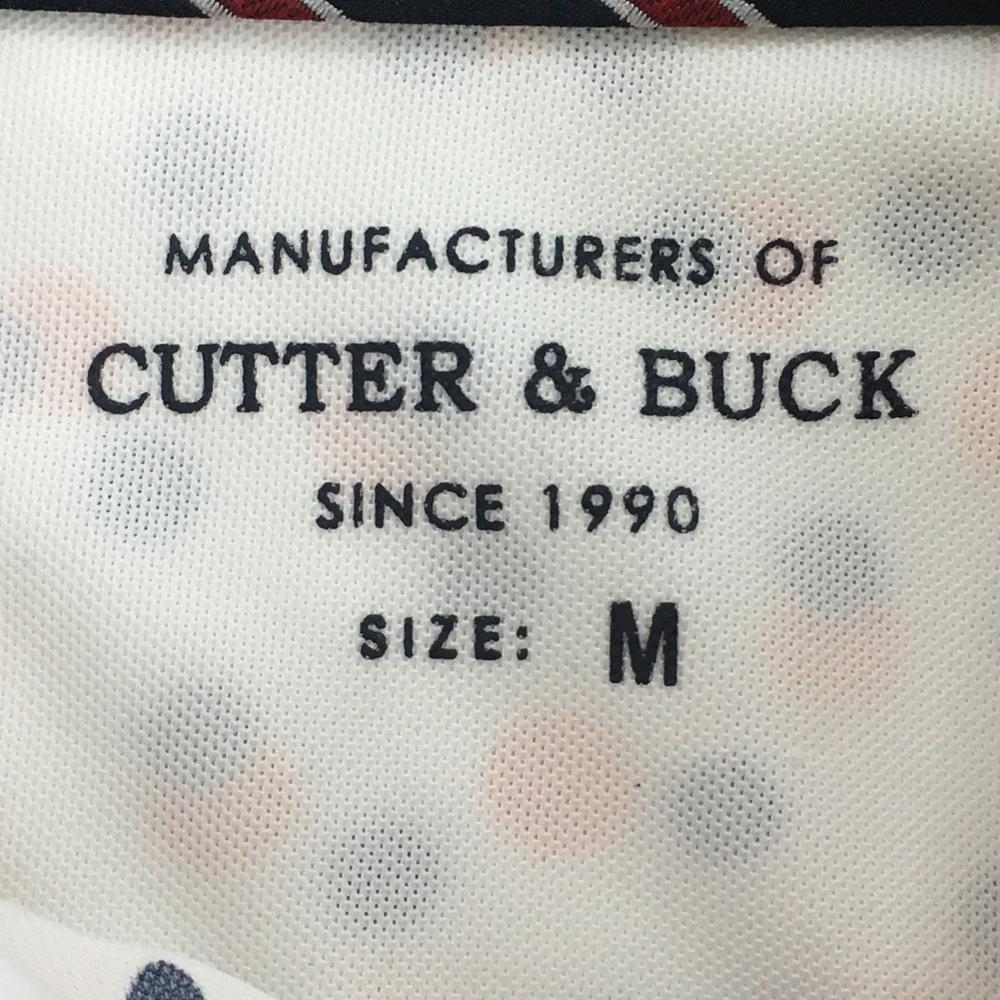 MANUFACTURERS OF
CUTTER & BUCK
SINCE 1990
SIZE: M